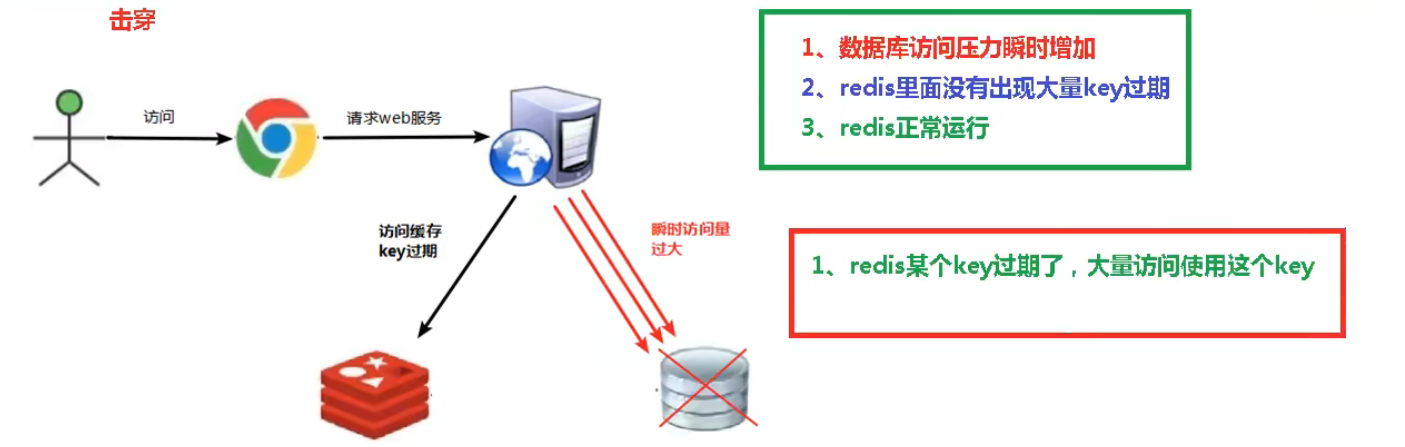 击穿
1、数据库访问压力瞬时增加
2、redis里面没有出现大量key过期
3、redis正常运行
访问
请求web服务
访问缓存
key过期
瞬时访问量
过大
1、redis某个key过期了，大量访问使用这个key